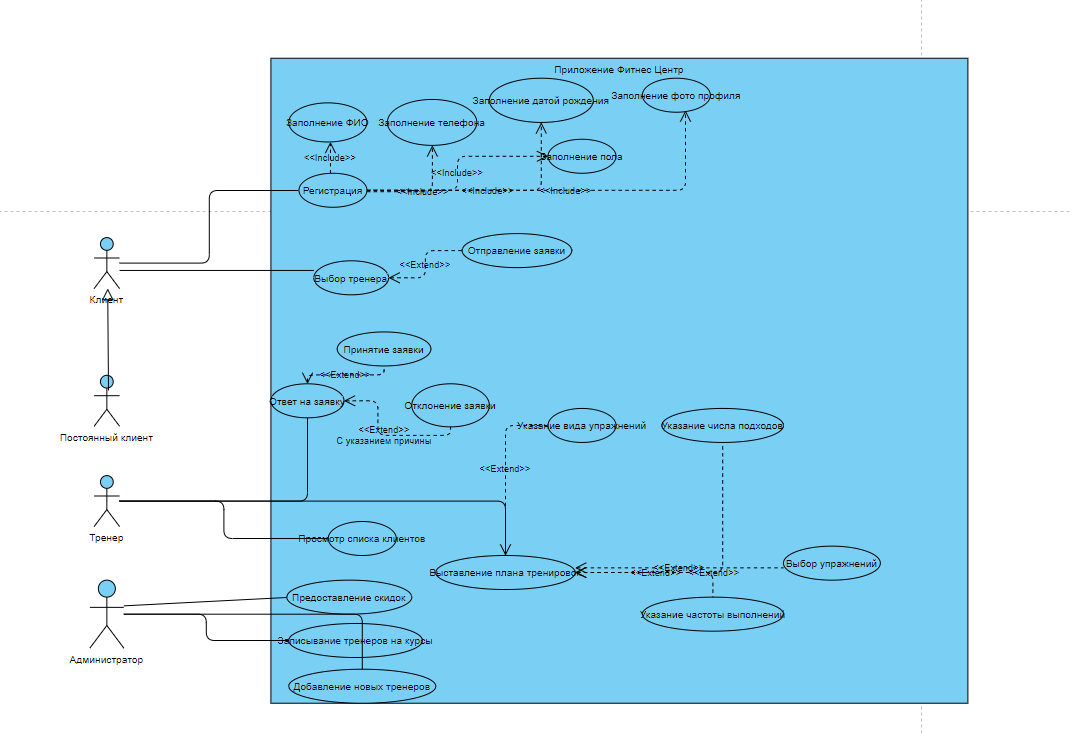 Приложение Фитнес Центр
Заполнение ФИО
Заполнение телефона
Заполнение датой рождения
Заполнение фото профиля
Заполнение пола
<<Include>>
<<Include>>
Регистрация
<<Include>>
<<Include>>
<<Include>>
Клиент
Отправление заявки
<<Extend>>
Выбор тренера
Принятие заявки
<<Extend>>
Ответ на заявку
Отклонение заявки
<<Extend>>
С указанием причины
Постоянный клиент
Указание вида упражнений
Указание числа подходов
<<Extend>>
Тренер
Просмотр списка клиентов
Выставление плана тренировок
<<Extend>>
<<Extend>>
<<Extend>>
Выбор упражнений
Указание частоты выполнений
Предоставление скидок
Записывание тренеров на курсы
Администратор
Добавление новых тренеров